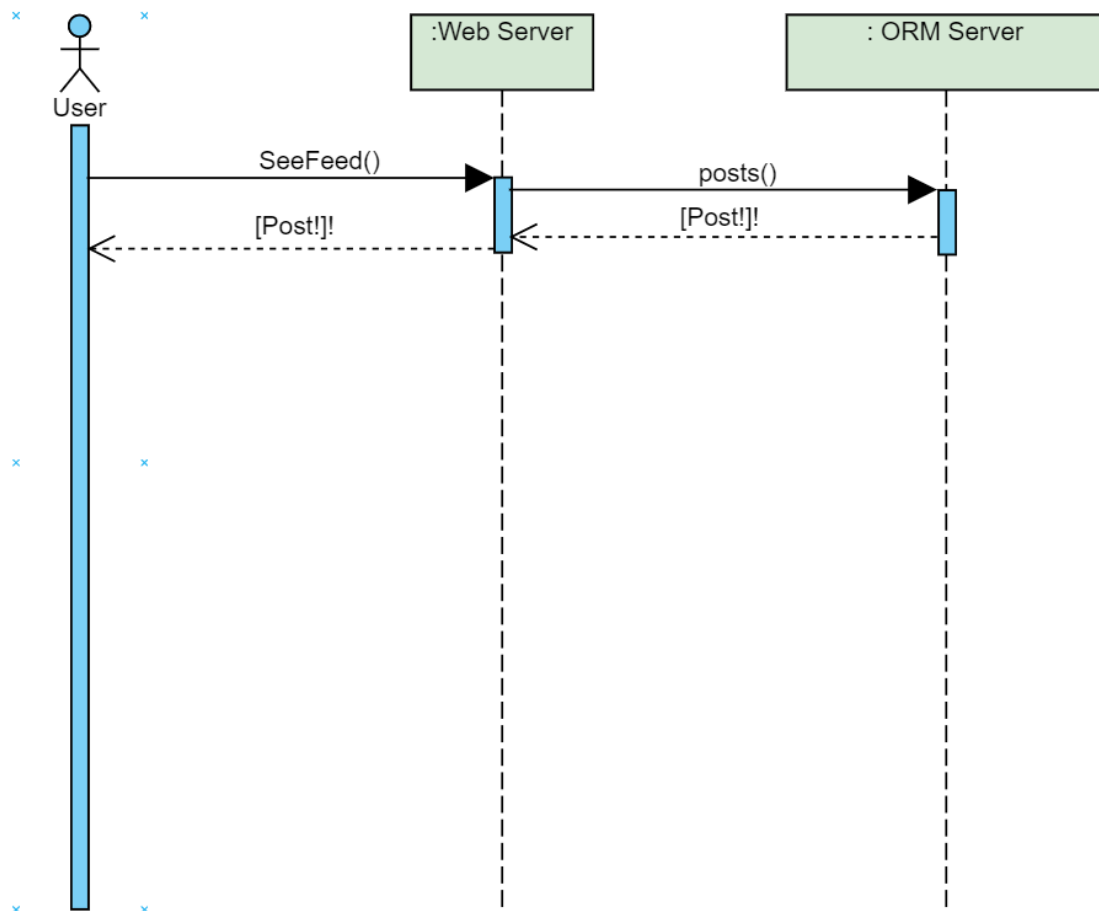 :Web Server
: ORM Server
User
SeeFeed()
posts()
[Post!]!
[Post!]!